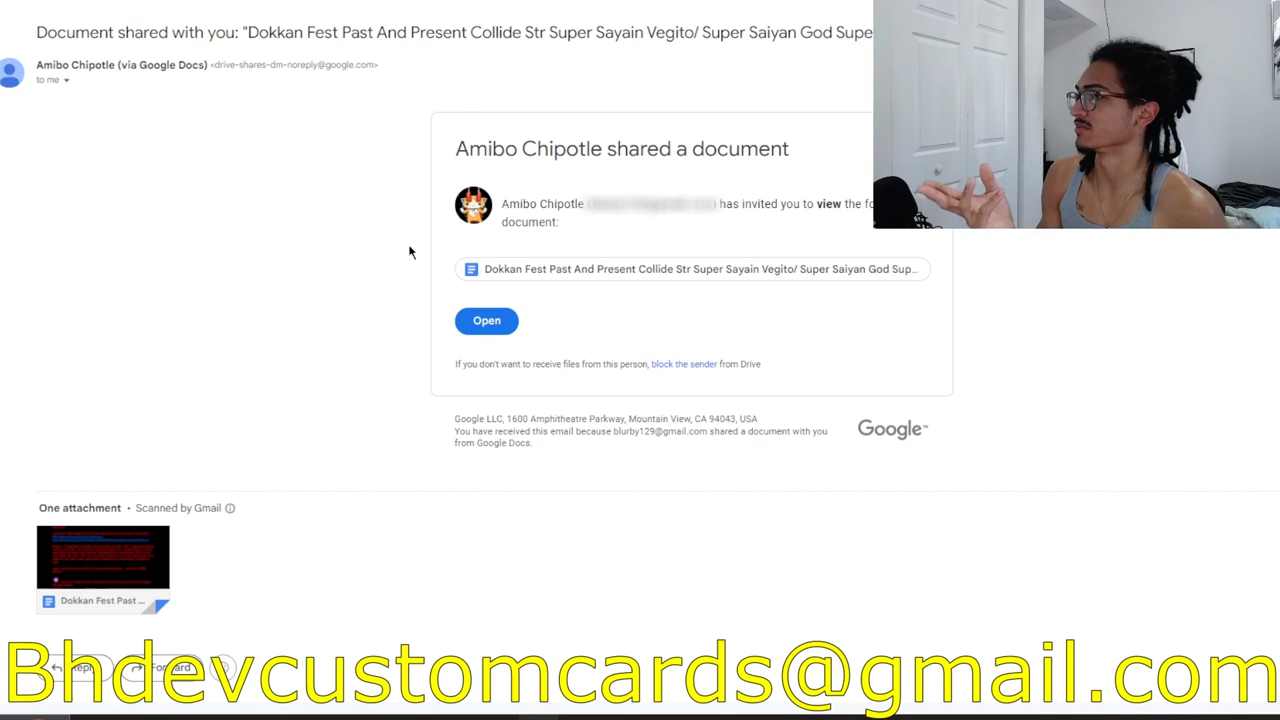 Document shared with you: "Dokkan Fest Past And Present Collide Str Super Sayain Vegito/ Super Saiyan God Supe
Amibo Chipotle (via Google Docs) <drive-shares-dm-noreply@google.com>
to me
Amibo Chipotle shared a document
Amibo Chipotle has invited you to view the fo
document:
Dokkan Fest Past And Present Collide Str Super Sayain Vegito/ Super Saiyan God Sup...
Open
If you don't want to receive files from this person, block the sender from Drive
Google LLC, 1600 Amphitheatre Parkway, Mountain View, CA 94043, USA
You have received this email because blurby129@gmail.com shared a document with you
from Google Docs.
Google™
One attachment • Scanned by Gmail
Dokkan Fest Past ...
Reply
Forward
Bhdevcustomcards@gmail.com